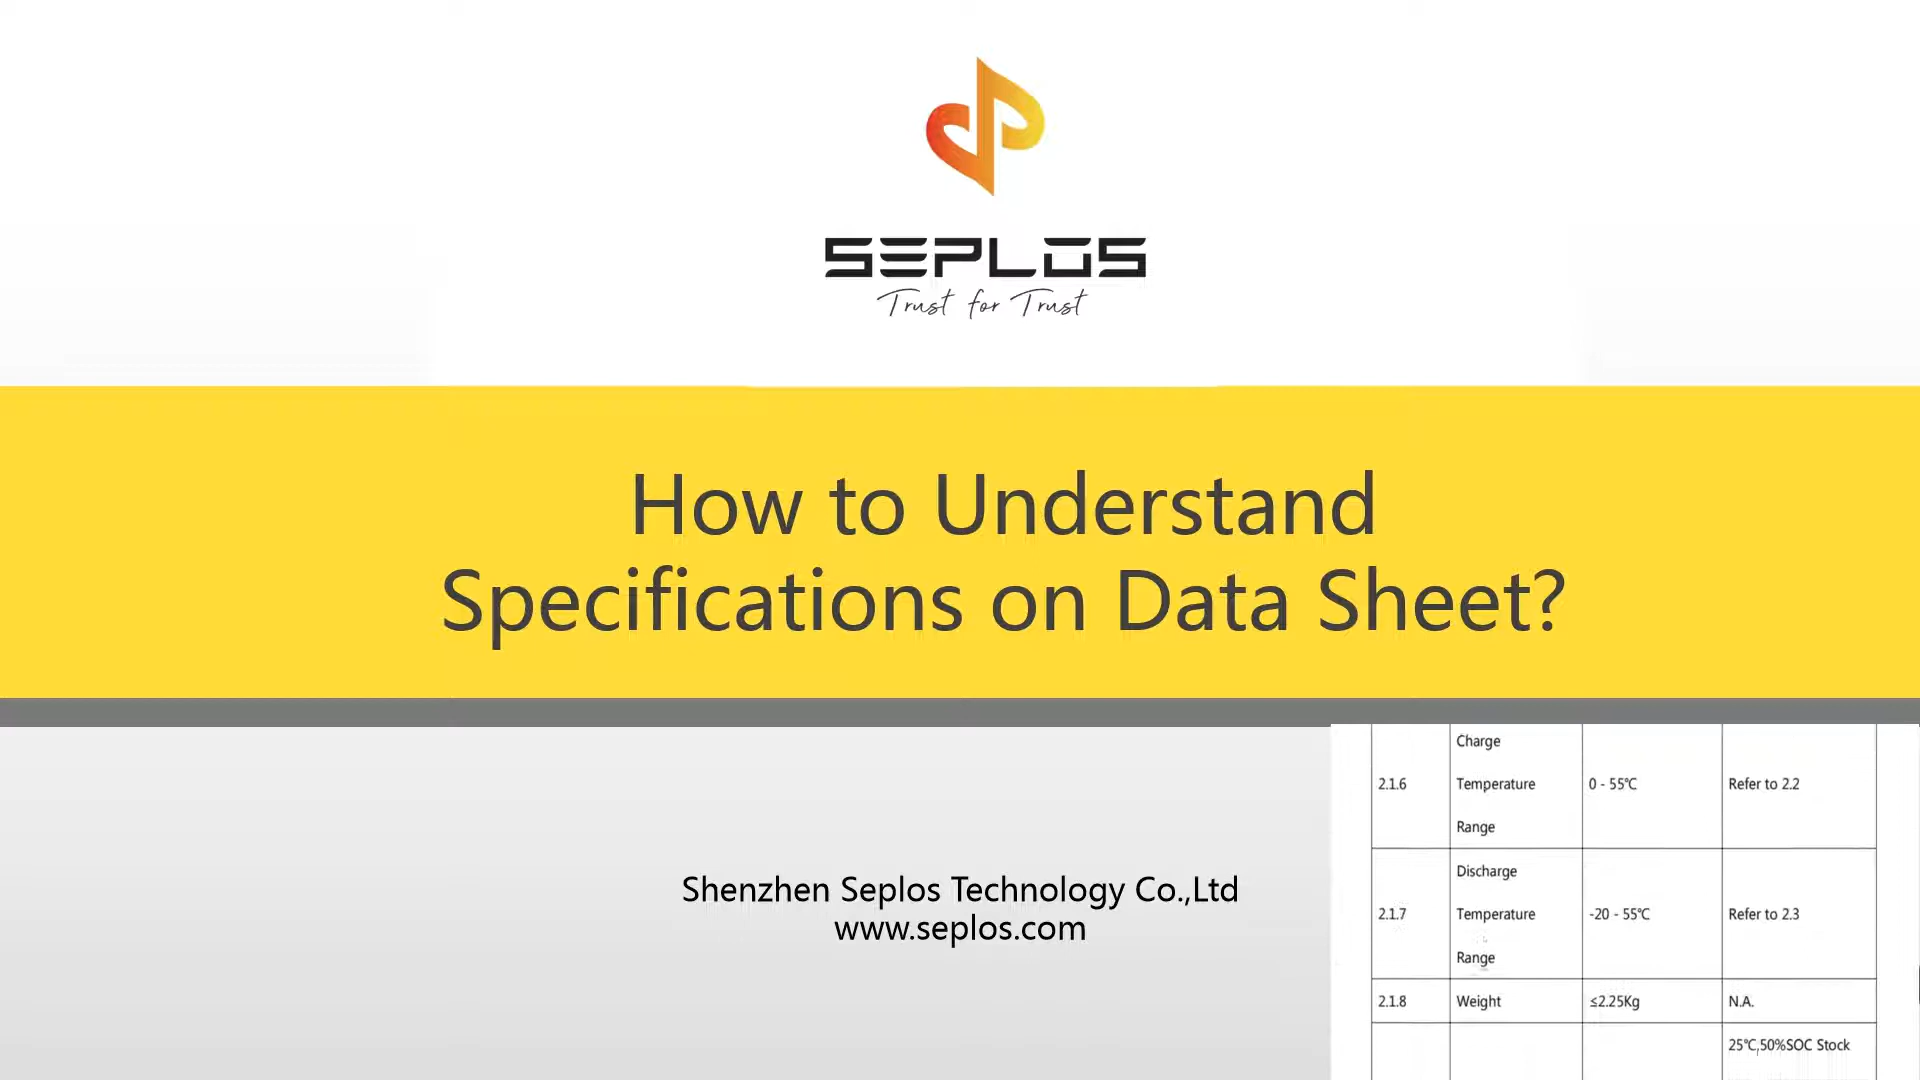 SEPLOS
Trust for Trust
How to Understand
Specifications on Data Sheet?
Shenzhen Seplos Technology Co.,Ltd
www.seplos.com
Charge
2.1.6 Temperature 0 - 55℃ Refer to 2.2
Range
Discharge
2.1.7 Temperature -20 - 55℃ Refer to 2.3
Range
2.1.8 Weight ≤2.25Kg N.A.
25℃,50%SOC Stock